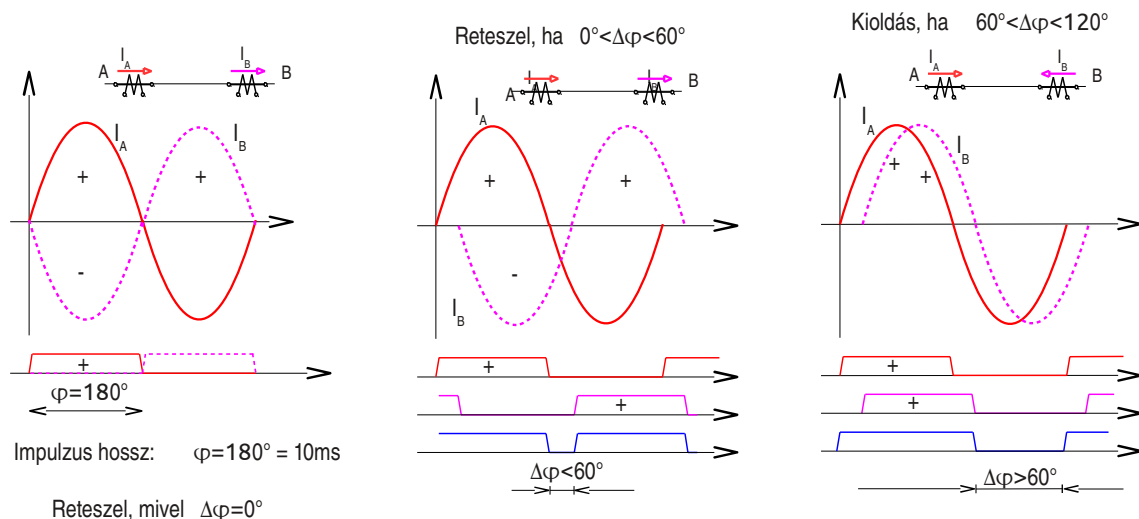 I_A
I_B
A
B
I_A
I_B
+
+
-
+
φ=180°
Impulzus hossz: φ=180° = 10ms
Reteszel, mivel Δφ=0°
Reteszel, ha 0°<Δφ<60°
I_A
I_B
A
B
I_A
+
+
-
I_B
+
+
Δφ<60°
Kioldás, ha 60°<Δφ<120°
I_A
I_B
A
B
I_A
I_B
+
+
+
+
Δφ>60°